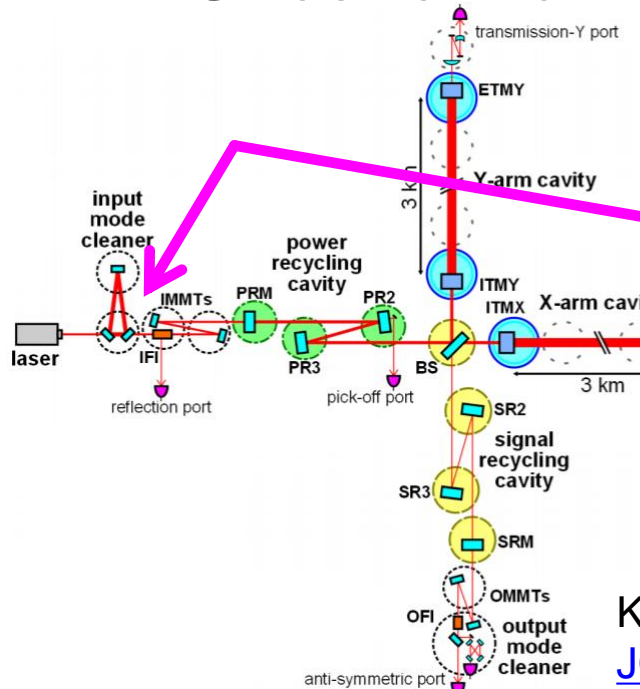 transmission-Y port
ETMY
3 km
Y-arm cavity
input
mode
cleaner
power
recycling
cavity
IMMTs
PRM
PR2
ITMY
ITMX
X-arm cavi
laser
IFI
PR3
BS
3 km
reflection port
pick-off port
SR2
signal
recycling
cavity
SR3
SRM
OMMTs
OFI
output
mode
cleaner
anti-symmetric port
K